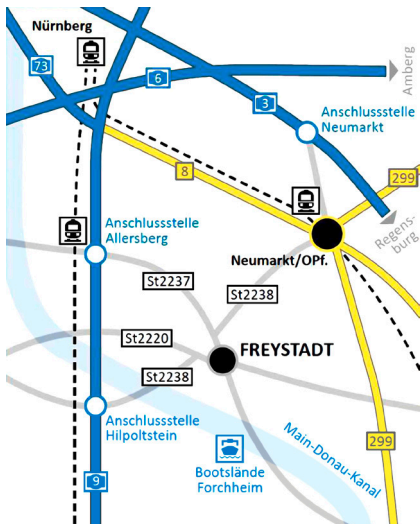 Nürnberg
73
6
3
Amberg
Anschlussstelle
Neumarkt
8
299
Regens-
burg
Anschlussstelle
Allersberg
Neumarkt/OPf.
St2237
St2238
St2220
FREYSTADT
St2238
Anschlussstelle
Hilpoltstein
Main-Donau-Kanal
299
Bootslände
Forchheim
9